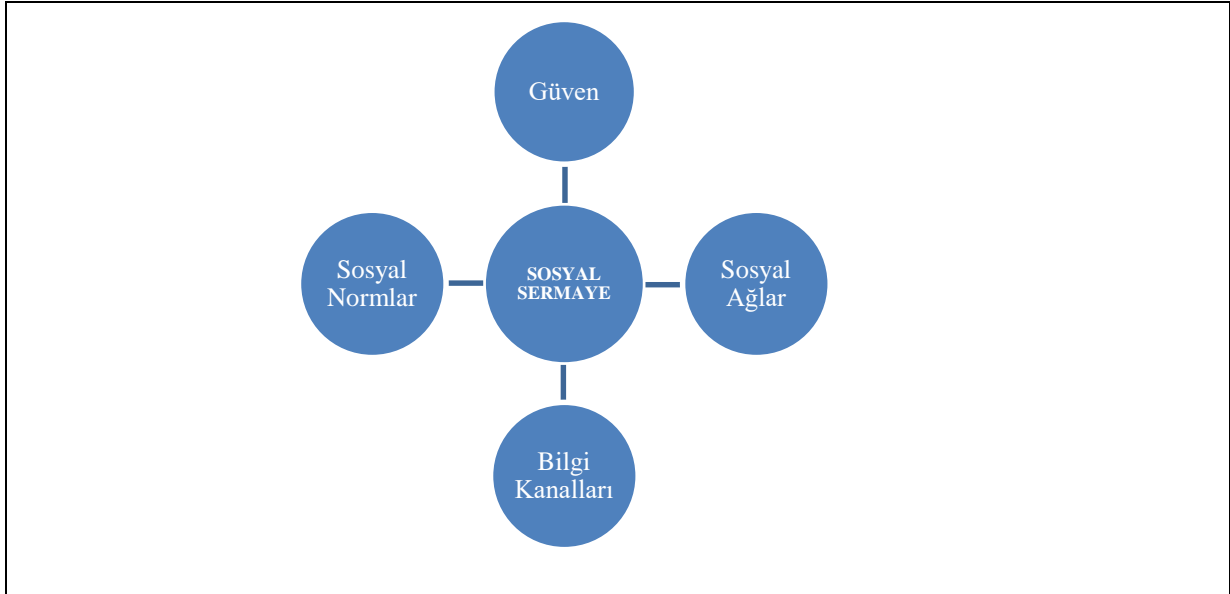 Güven
Sosyal
Normlar
SOSYAL
SERMAYE
Sosyal
Ağlar
Bilgi
Kanalları